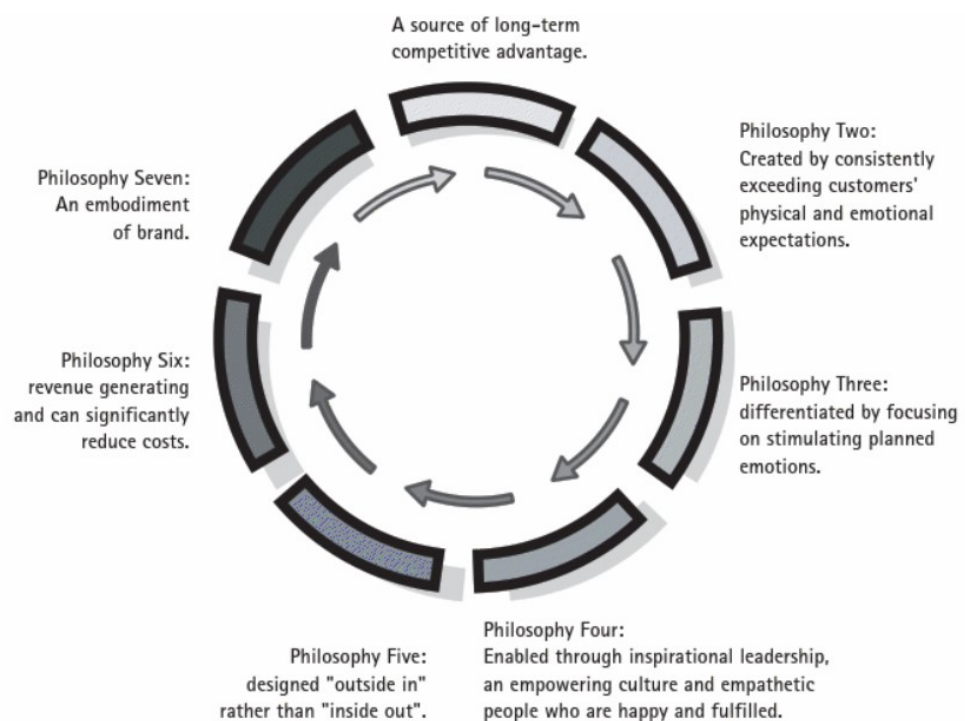 A source of long-term
competitive advantage.
Philosophy Two:
Created by consistently
exceeding customers'
physical and emotional
expectations.
Philosophy Three:
differentiated by focusing
on stimulating planned
emotions.
Philosophy Four:
Enabled through inspirational leadership,
an empowering culture and empathetic
people who are happy and fulfilled.
Philosophy Five:
designed "outside in"
rather than "inside out".
Philosophy Six:
revenue generating
and can significantly
reduce costs.
Philosophy Seven:
An embodiment
of brand.